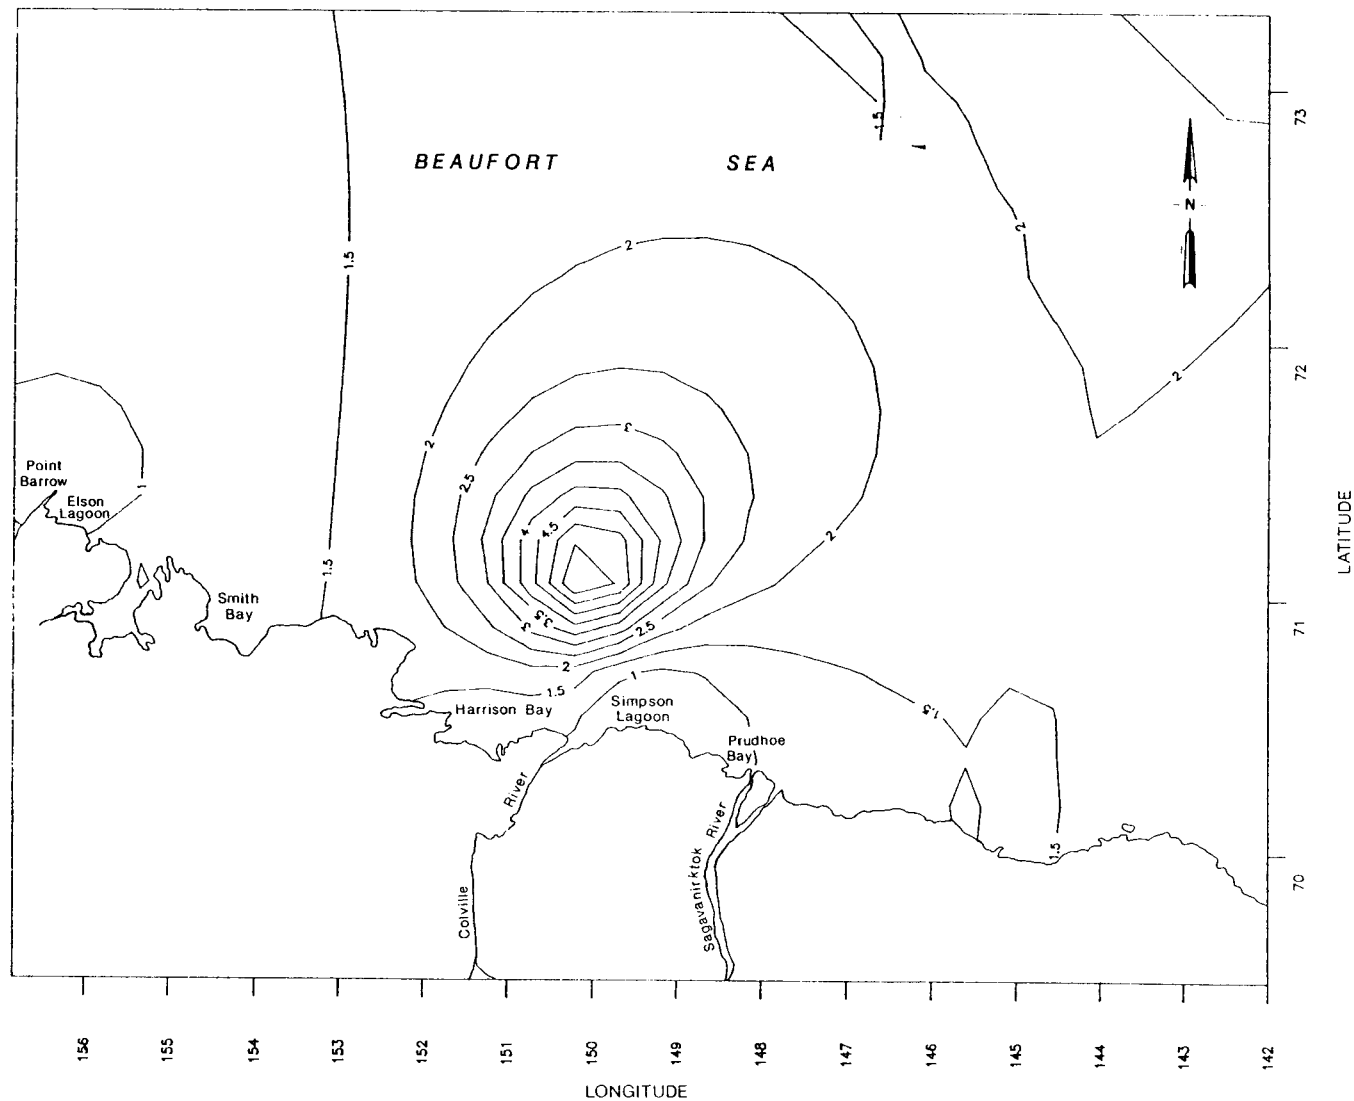 1.5
73
BEAUFORT SEA
N
2
2
1.5
72
2
3
2
Point
Barrow
2.5
1
Elson
Lagoon
4
4.5
2
LATITUDE
1.5
Smith
Bay
3.5
3
2.5
71
2
1
1.5
Harrison Bay
Simpson
Lagoon
1.5
Prudhoe
Bay
River
River
1.5
70
Sagavanirktok
Colville
156 155 154 153 152 151 150 149 148 147 146 145 144 143 142
LONGITUDE